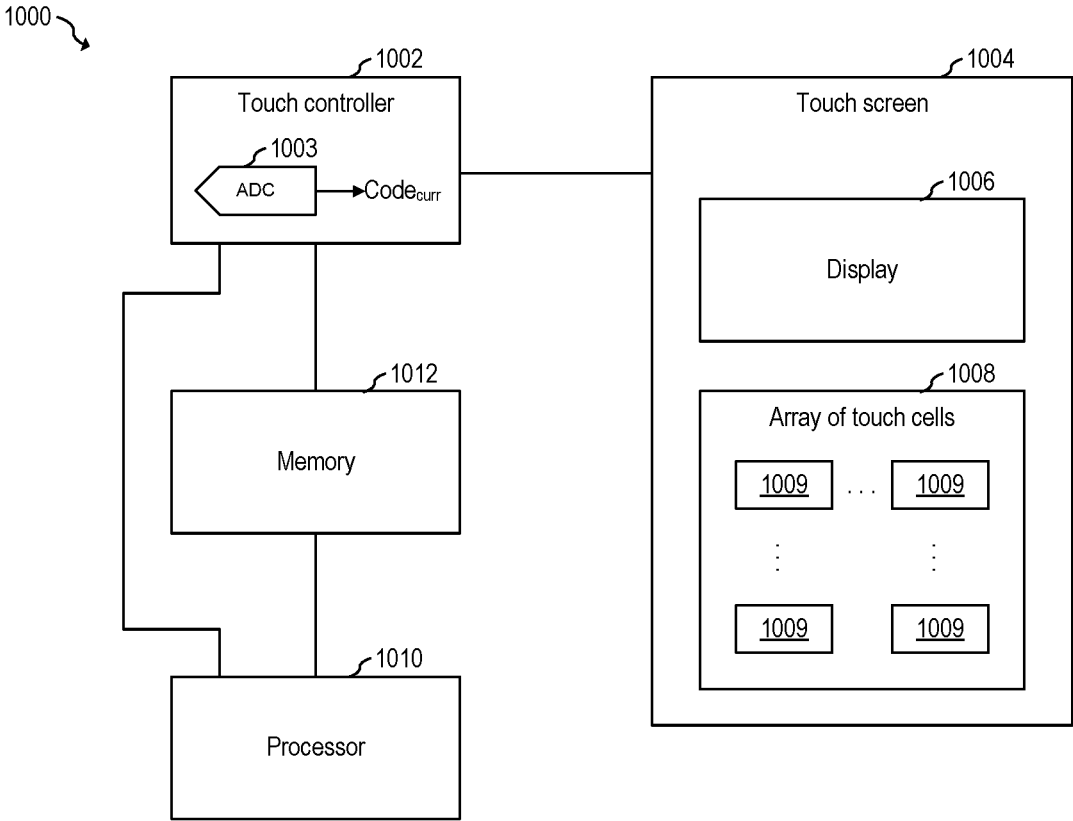 1000
1002
Touch controller
1003
ADC
Codecurr
1004
Touch screen
1006
Display
1008
Array of touch cells
1009 . . . 1009
1009 1009
1012
Memory
1010
Processor